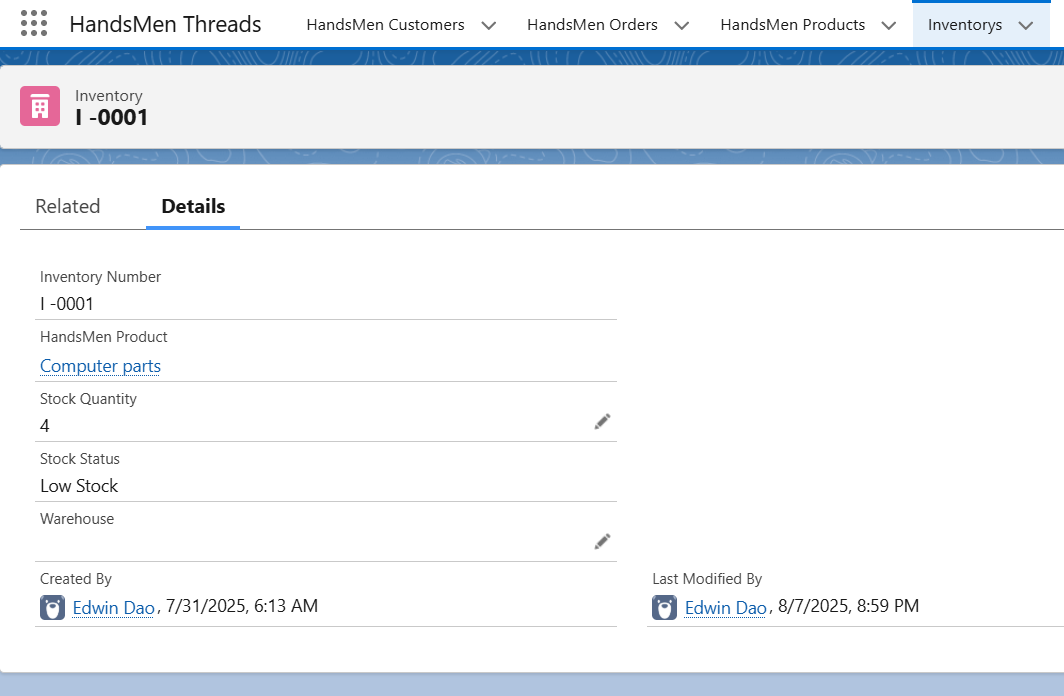 HandsMen Threads HandsMen Customers HandsMen Orders HandsMen Products Inventorys
Inventory
I -0001
Related Details
Inventory Number
I -0001
HandsMen Product
Computer parts
Stock Quantity
4
Stock Status
Low Stock
Warehouse
Created By
Edwin Dao, 7/31/2025, 6:13 AM
Last Modified By
Edwin Dao, 8/7/2025, 8:59 PM